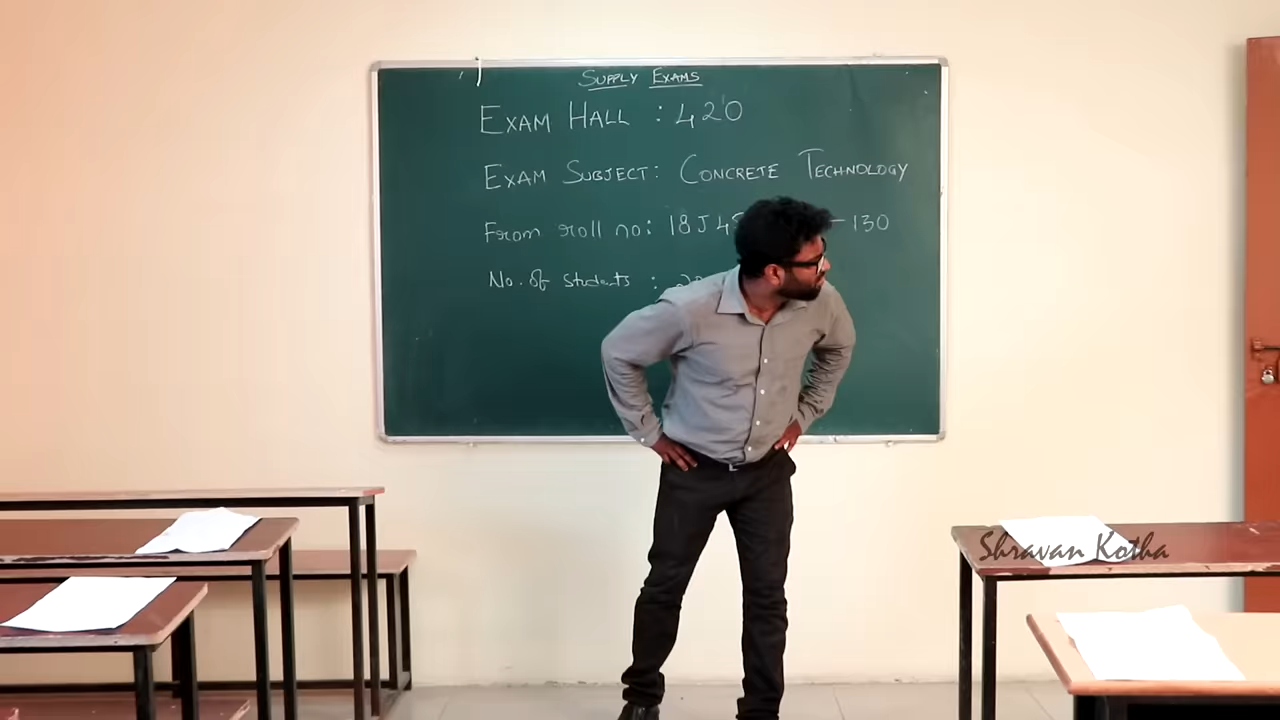 Supply Exams
Exam Hall : 420
Exam Subject: Concrete Technology
From roll no: 18J4 -130
No. of students :
Shravan Kotha